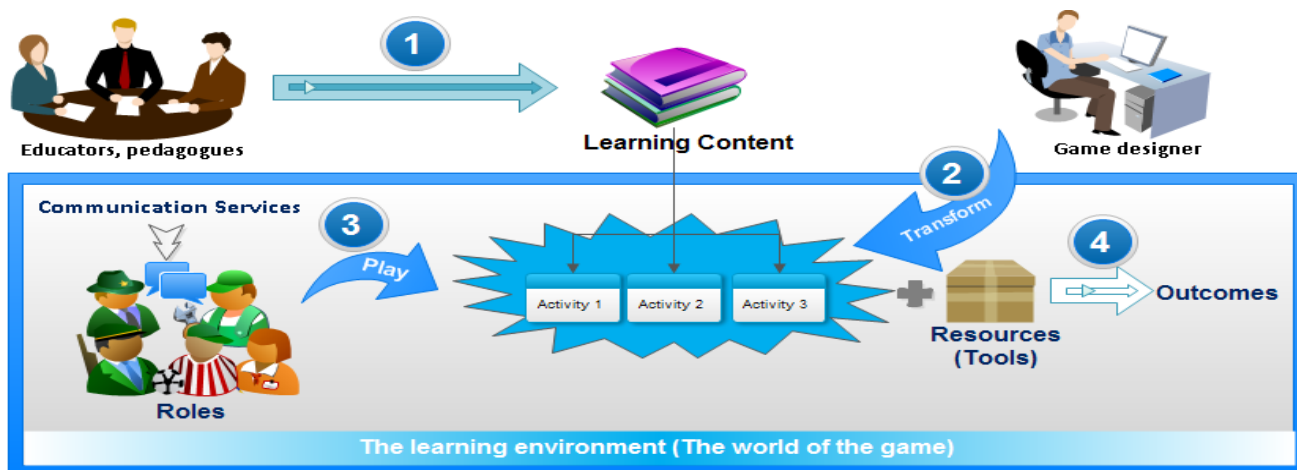 1
Educators, pedagogues
Learning Content
Game designer
2
Transform
Communication Services
3
Play
4
Activity 1
Activity 2
Activity 3
Resources
(Tools)
Outcomes
Roles
The learning environment (The world of the game)